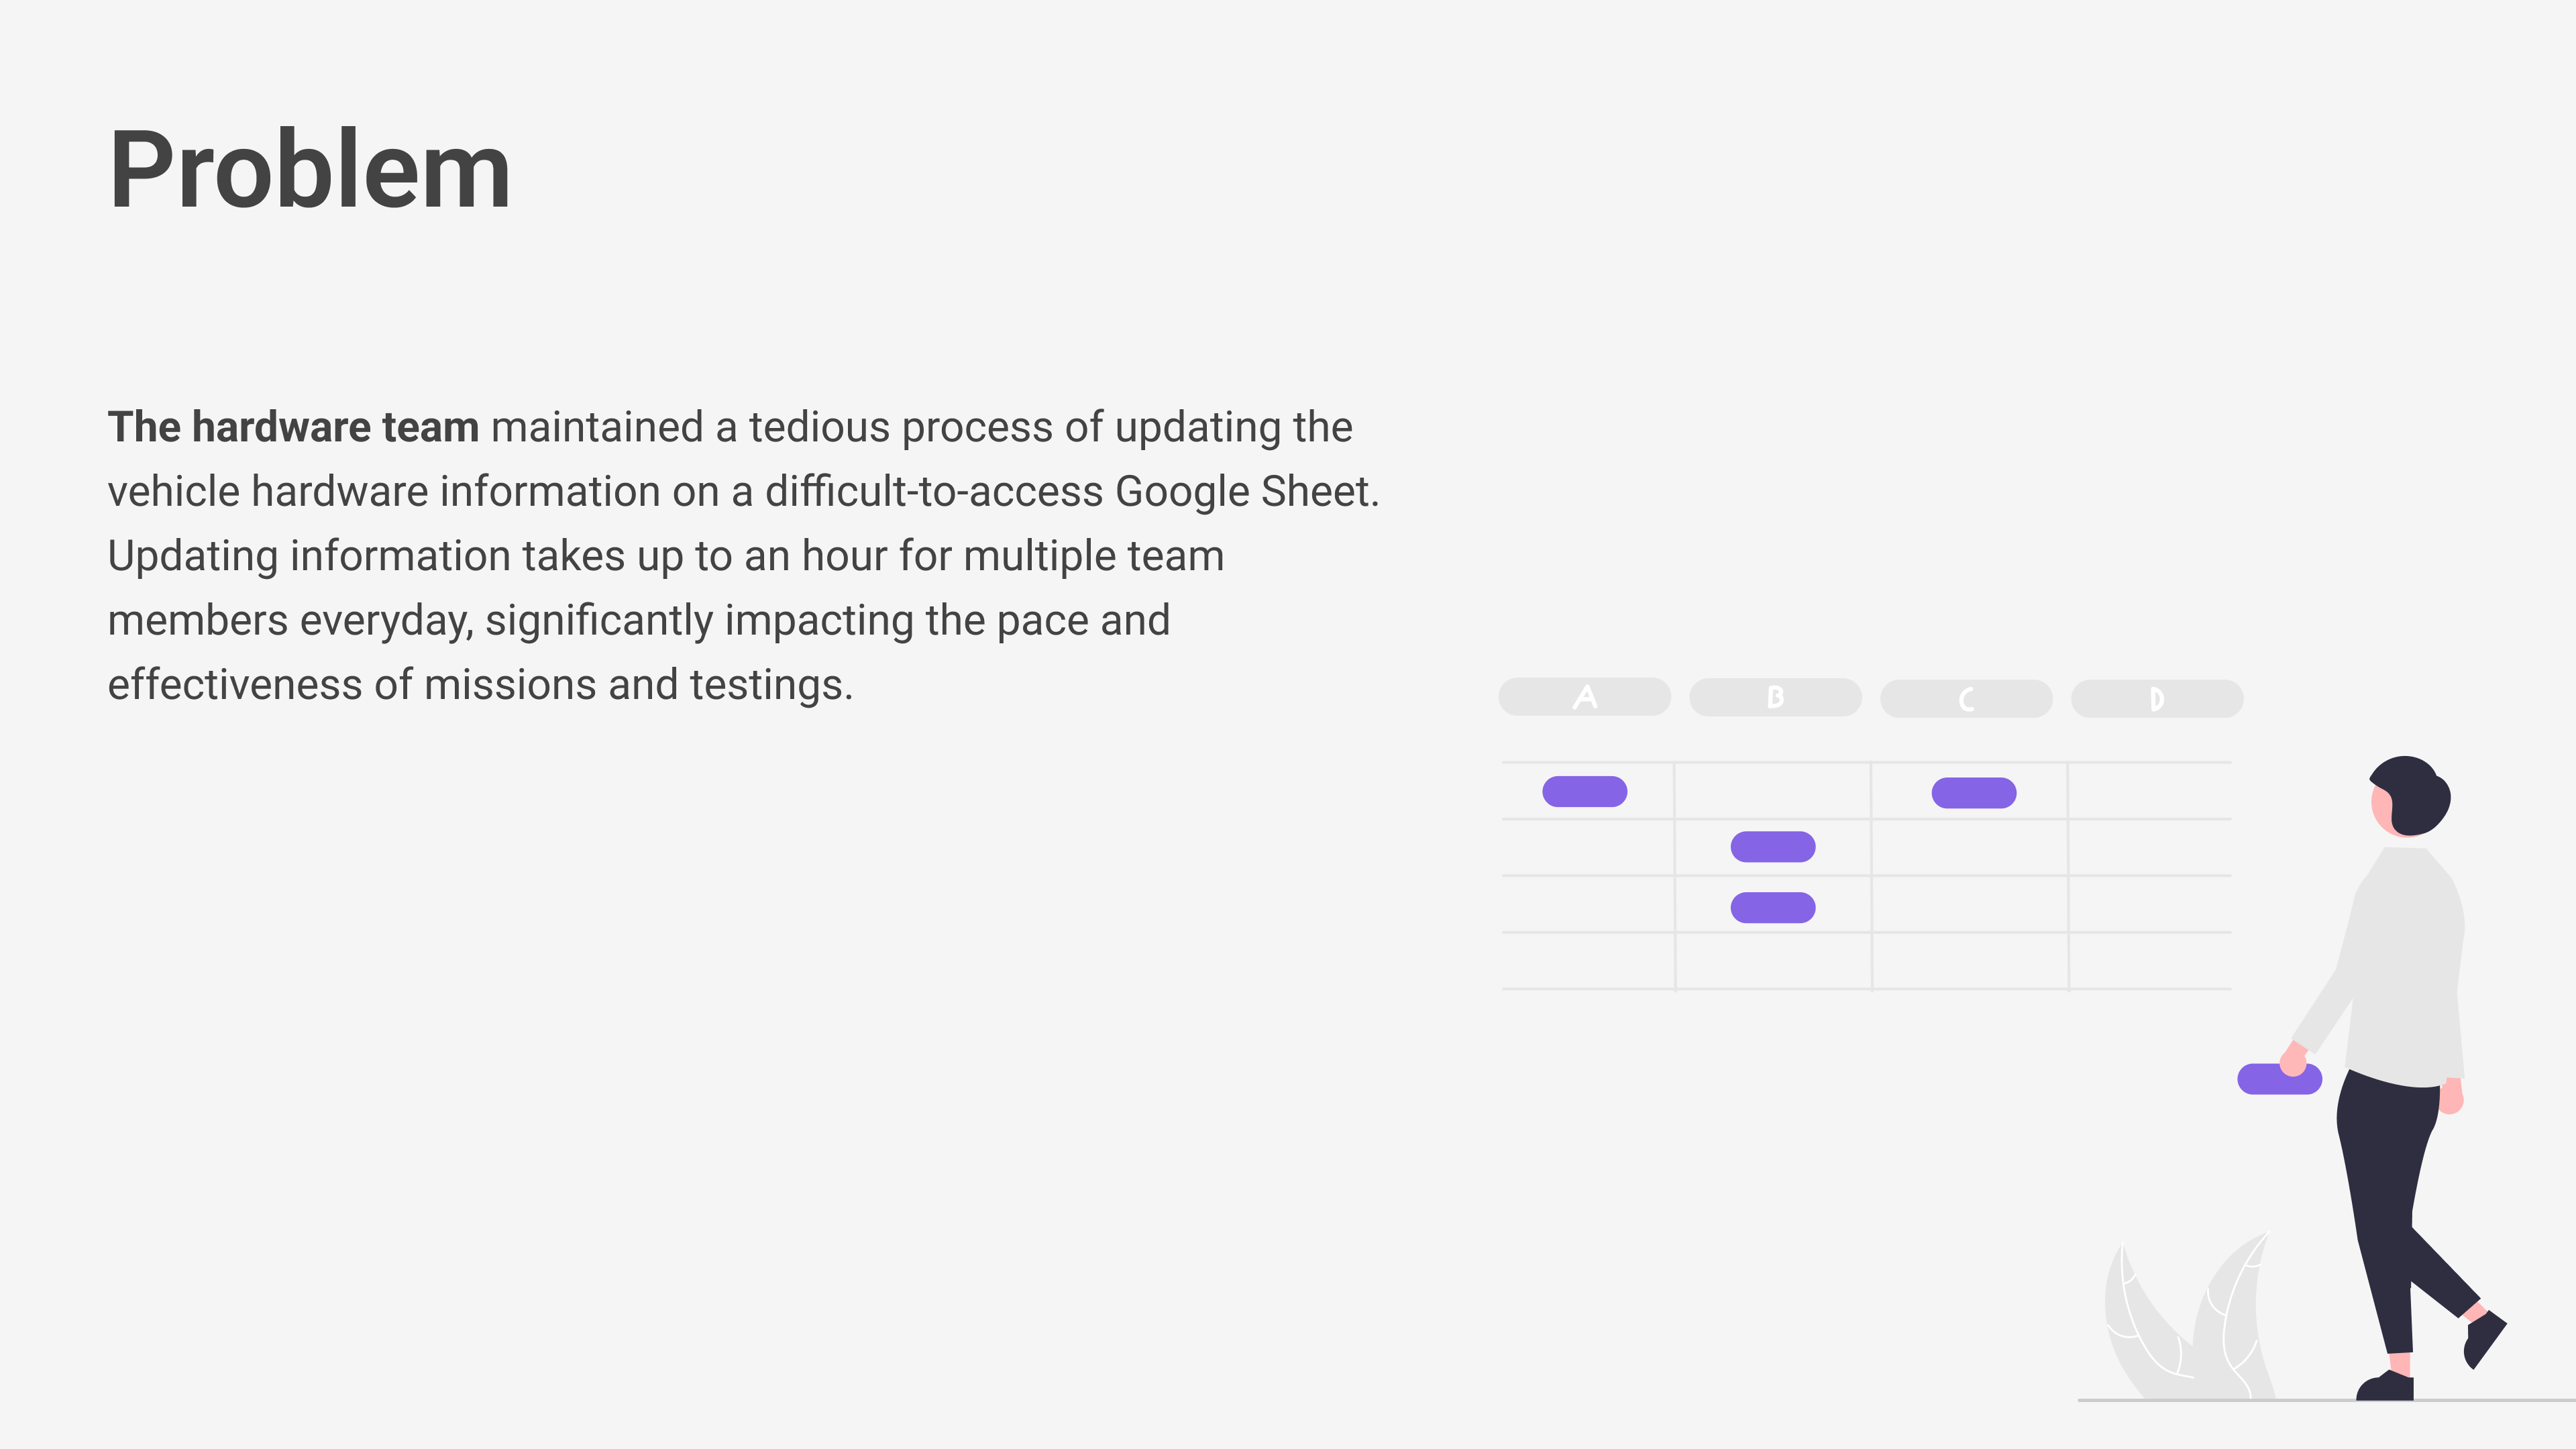 Problem
The hardware team maintained a tedious process of updating the
vehicle hardware information on a difficult-to-access Google Sheet.
Updating information takes up to an hour for multiple team
members everyday, significantly impacting the pace and
effectiveness of missions and testings.
A B C D